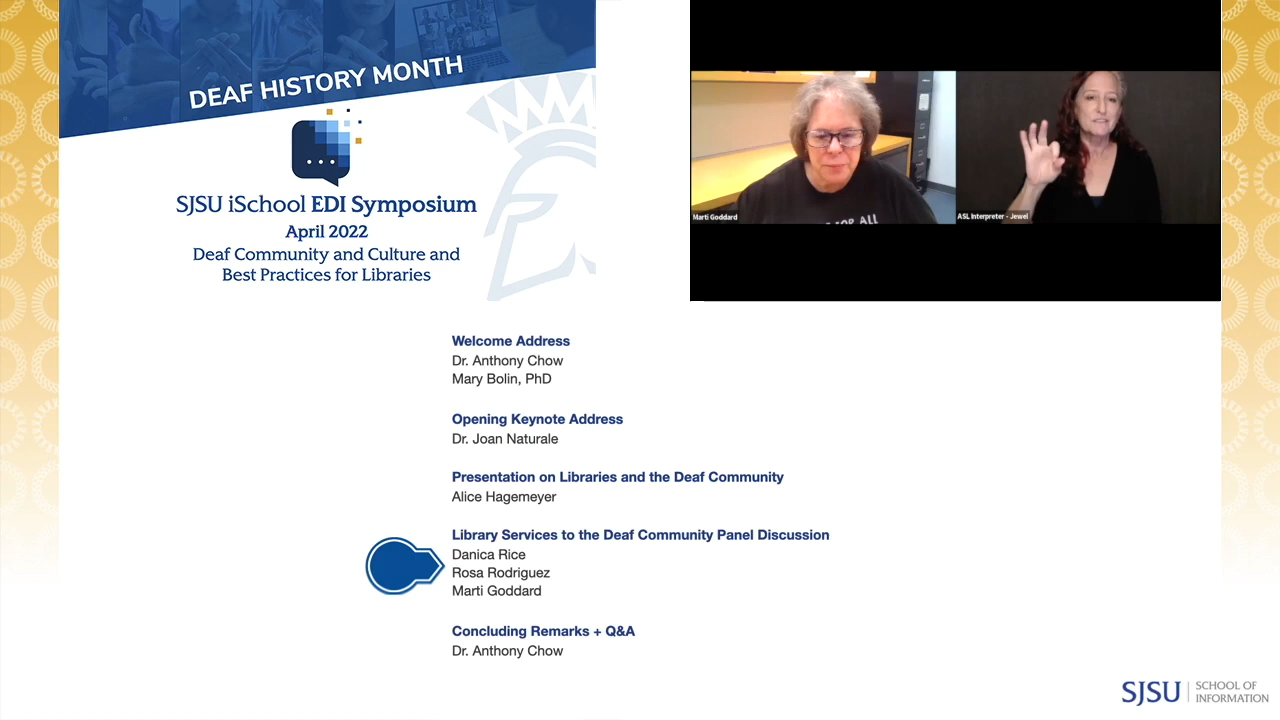 DEAF HISTORY MONTH
SJSU iSchool EDI Symposium
April 2022
Deaf Community and Culture and
Best Practices for Libraries
Marti Goddard
FOR ALL
ASL Interpreter - Jewel
Welcome Address
Dr. Anthony Chow
Mary Bolin, PhD
Opening Keynote Address
Dr. Joan Naturale
Presentation on Libraries and the Deaf Community
Alice Hagemeyer
Library Services to the Deaf Community Panel Discussion
Danica Rice
Rosa Rodriguez
Marti Goddard
Concluding Remarks + Q&A
Dr. Anthony Chow
SJSU
SCHOOL OF
INFORMATION